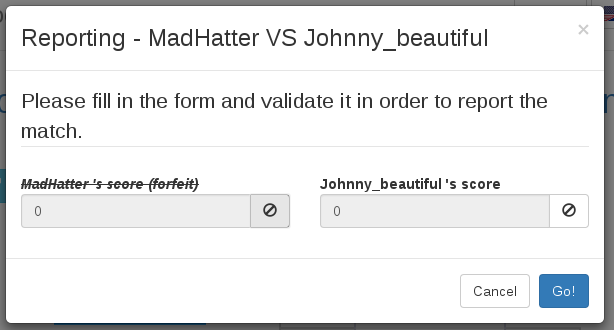 Reporting - MadHatter VS Johnny_beautiful
×
Please fill in the form and validate it in order to report the
match.
MadHatter 's score (forfeit)
Johnny_beautiful 's score
0
0
Cancel
Go!